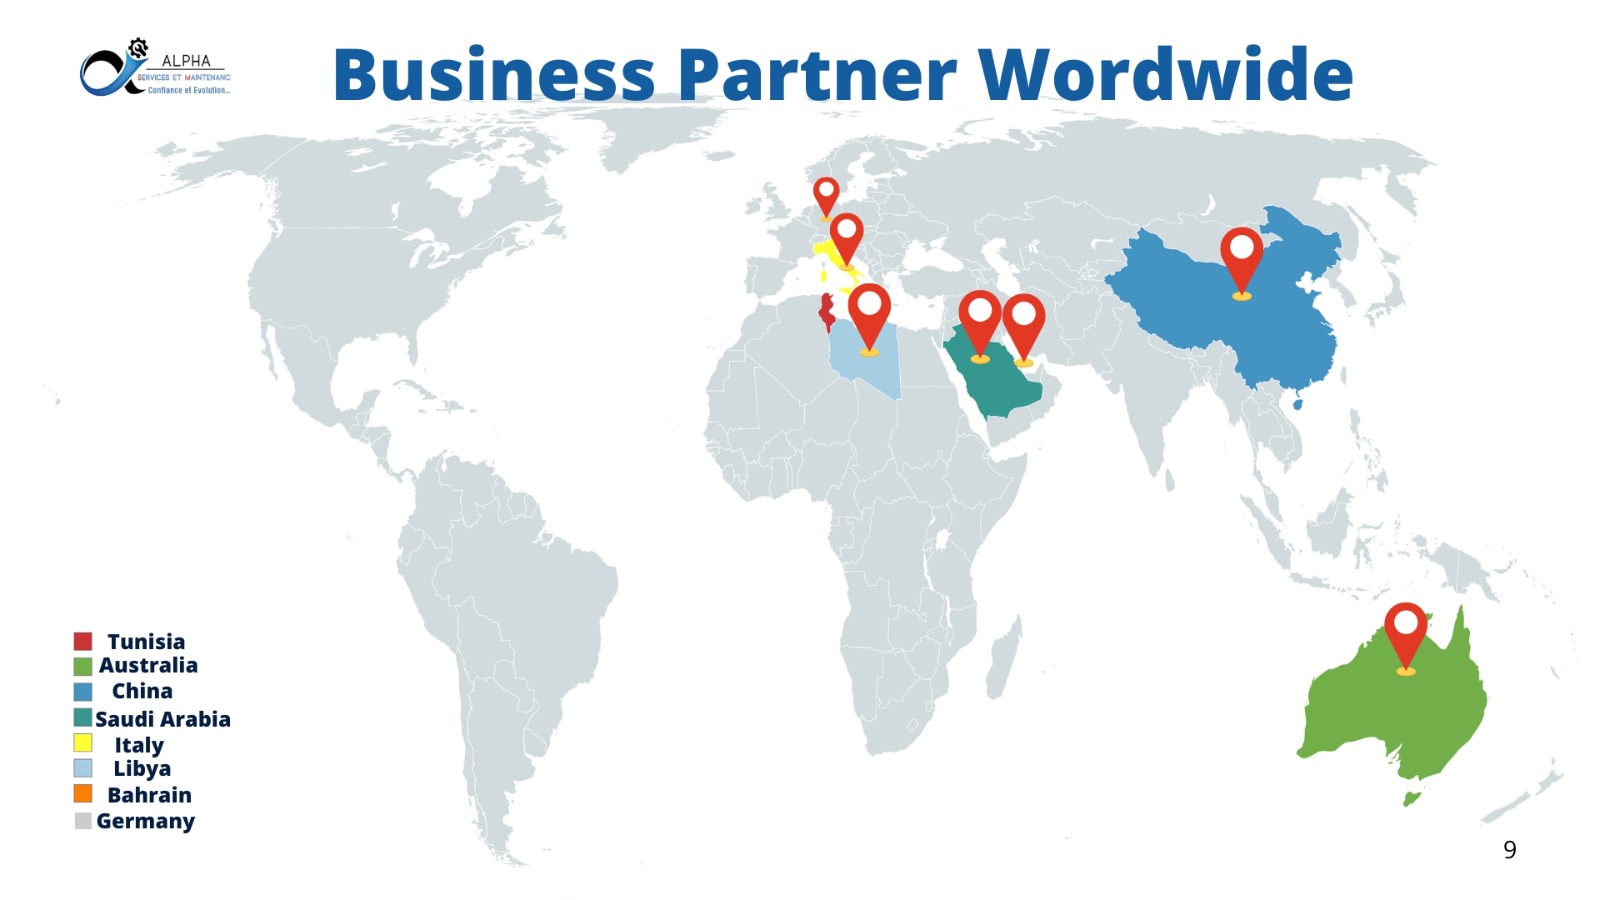 ALPHA
SERVICES ET MAINTENANC
Confiance et Evolution...
Business Partner Wordwide
Tunisia
Australia
China
Saudi Arabia
Italy
Libya
Bahrain
Germany
9